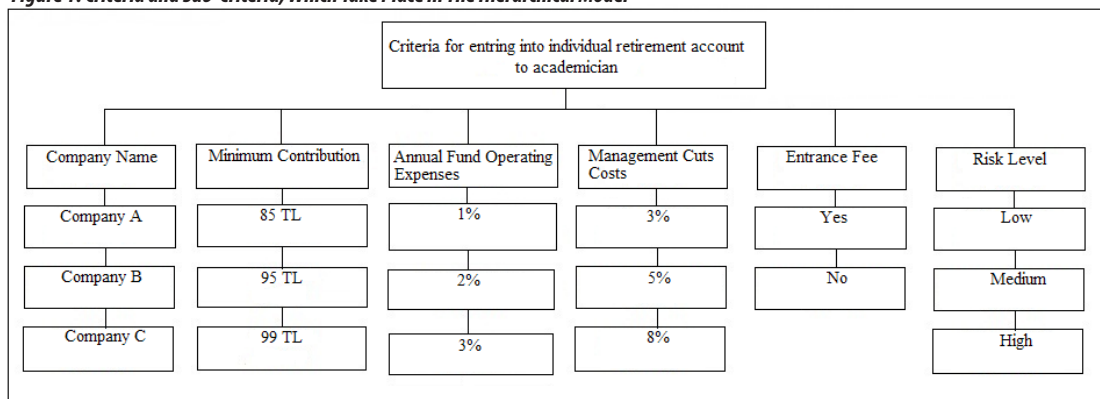 Figure 1. Criteria and Sub-Criteria, Which Take Place in The Hierarchical Model
Criteria for entring into individual retirement account
to academician
Company Name
Minimum Contribution
Annual Fund Operating
Expenses
Management Cuts
Costs
Entrance Fee
Risk Level
Company A
85 TL
1%
3%
Yes
Low
Company B
95 TL
2%
5%
No
Medium
Company C
99 TL
3%
8%
High